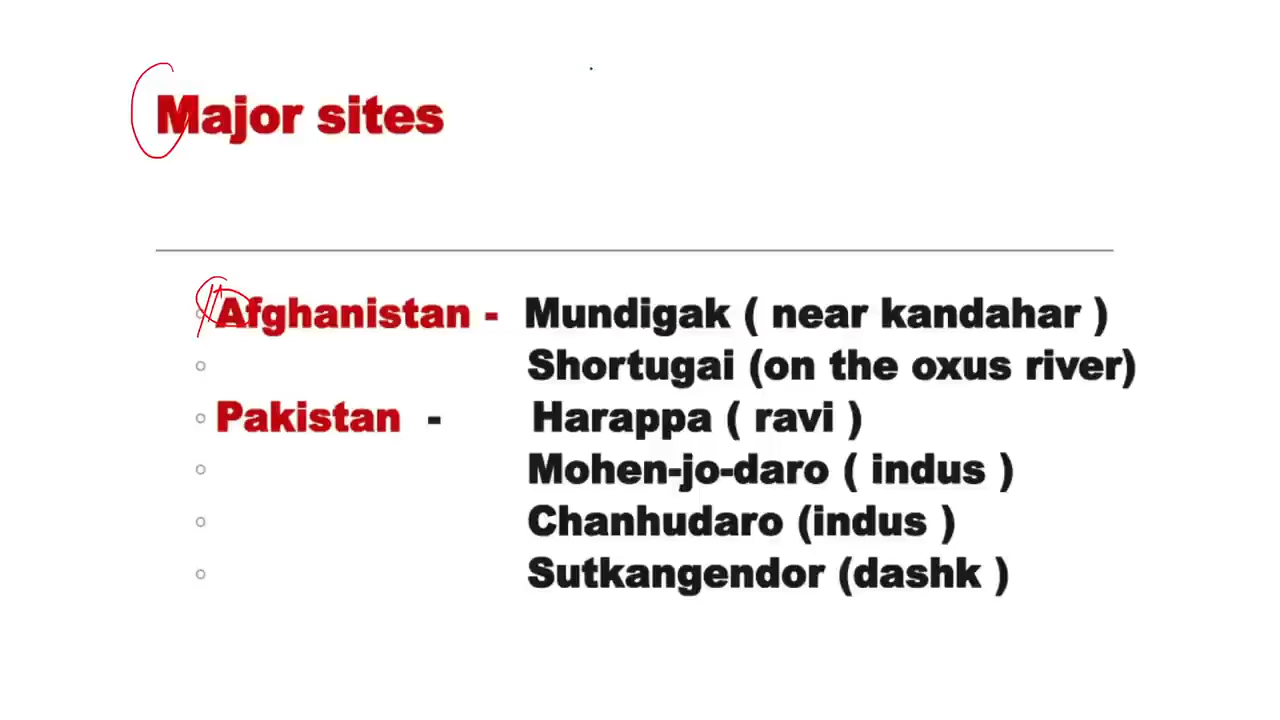 Major sites
Afghanistan - Mundigak ( near kandahar )
Shortugai (on the oxus river)
Pakistan - Harappa ( ravi )
Mohen-jo-daro ( indus )
Chanhudaro (indus )
Sutkangendor (dashk )